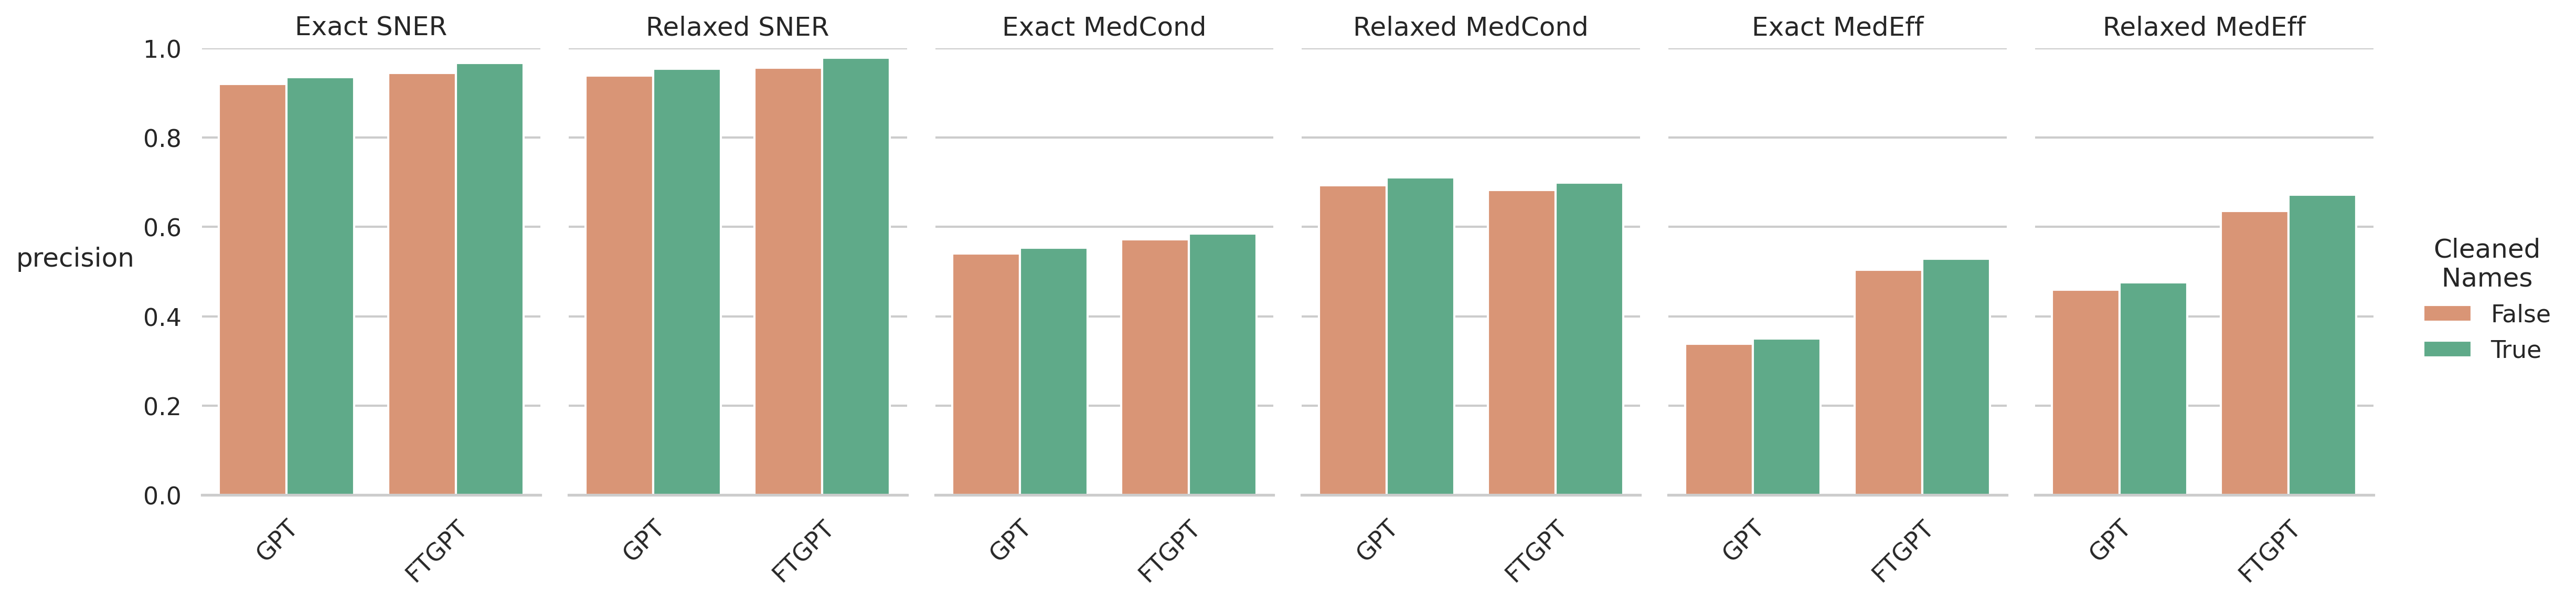 Exact SNER
Relaxed SNER
Exact MedCond
Relaxed MedCond
Exact MedEff
Relaxed MedEff
1.0
0.8
0.6
0.4
0.2
0.0
precision
GPT
FTGPT
GPT
FTGPT
GPT
FTGPT
GPT
FTGPT
GPT
FTGPT
GPT
FTGPT
Cleaned
Names
False
True